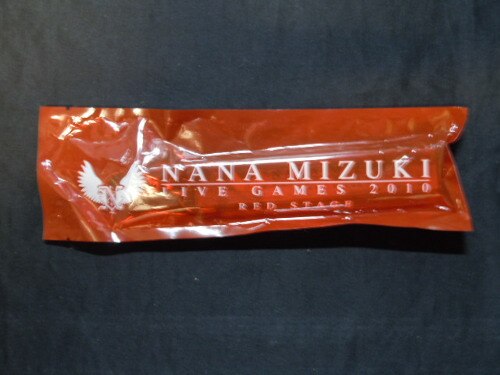 N
NANA MIZUKI
LIVE GAMES 2010
RED STAGE